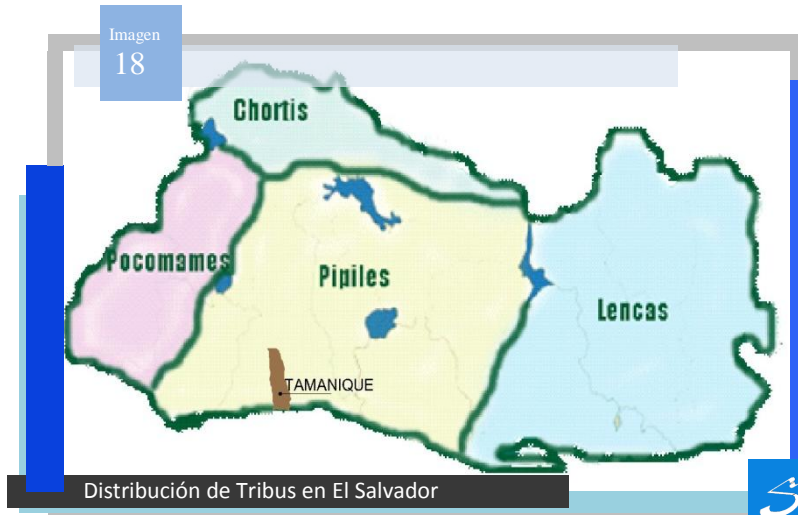 Imagen
18
Chortis
Pocomames
Pipiles
Lencas
TAMANIQUE
Distribución de Tribus en El Salvador